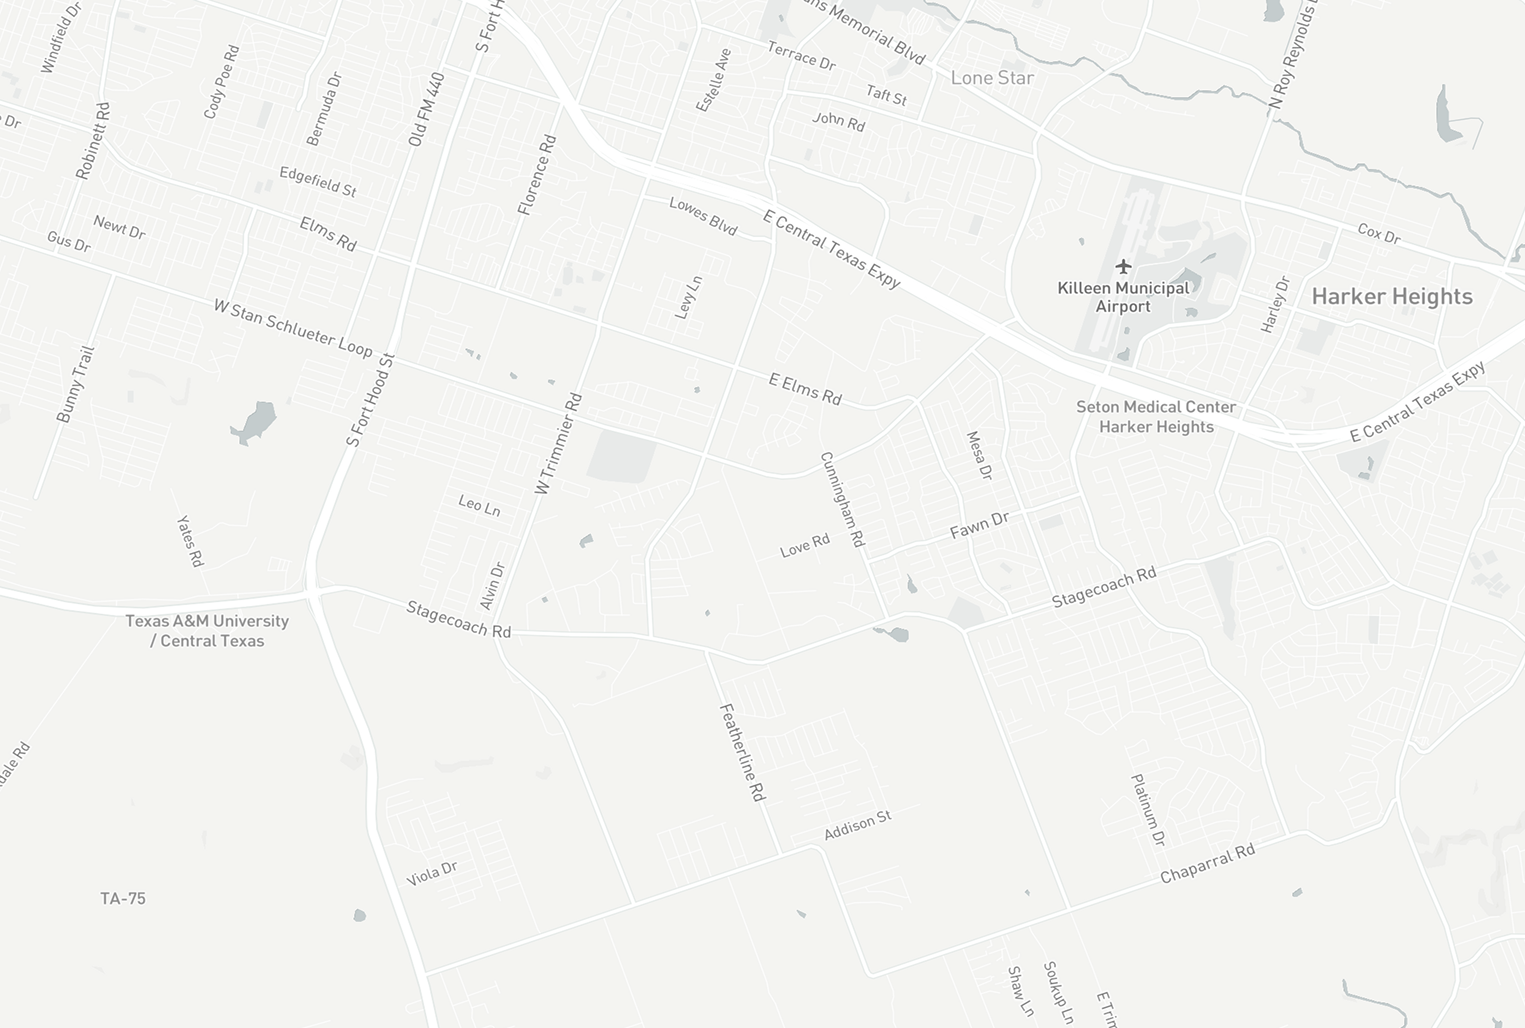 Windfield Dr
Cody Poe Rd
Bermuda Dr
Old FM 440
S Fort H
Estelle Ave
Terrace Dr
Memorial Blvd
Lone Star
Taft St
John Rd
N Roy Reynolds
Dr
Robinett Rd
Edgefield St
Florence Rd
Newt Dr
Gus Dr
Elms Rd
Lowes Blvd
E Central Texas Expy
Cox Dr
Killeen Municipal
Airport
Harley Dr
Harker Heights
Levy Ln
W Stan Schlueter Loop
Bunny Trail
S Fort Hood St
E Elms Rd
Seton Medical Center
Harker Heights
E Central Texas Expy
W Trimmier Rd
Mesa Dr
Cunningham Rd
Leo Ln
Yates Rd
Love Rd
Fawn Dr
Alvin Dr
Stagecoach Rd
Stagecoach Rd
Texas A&M University
/ Central Texas
dale Rd
Featherline Rd
Addison St
Platinum Dr
Chaparral Rd
Viola Dr
TA-75
Shaw Ln
Soukup Ln
E Trim